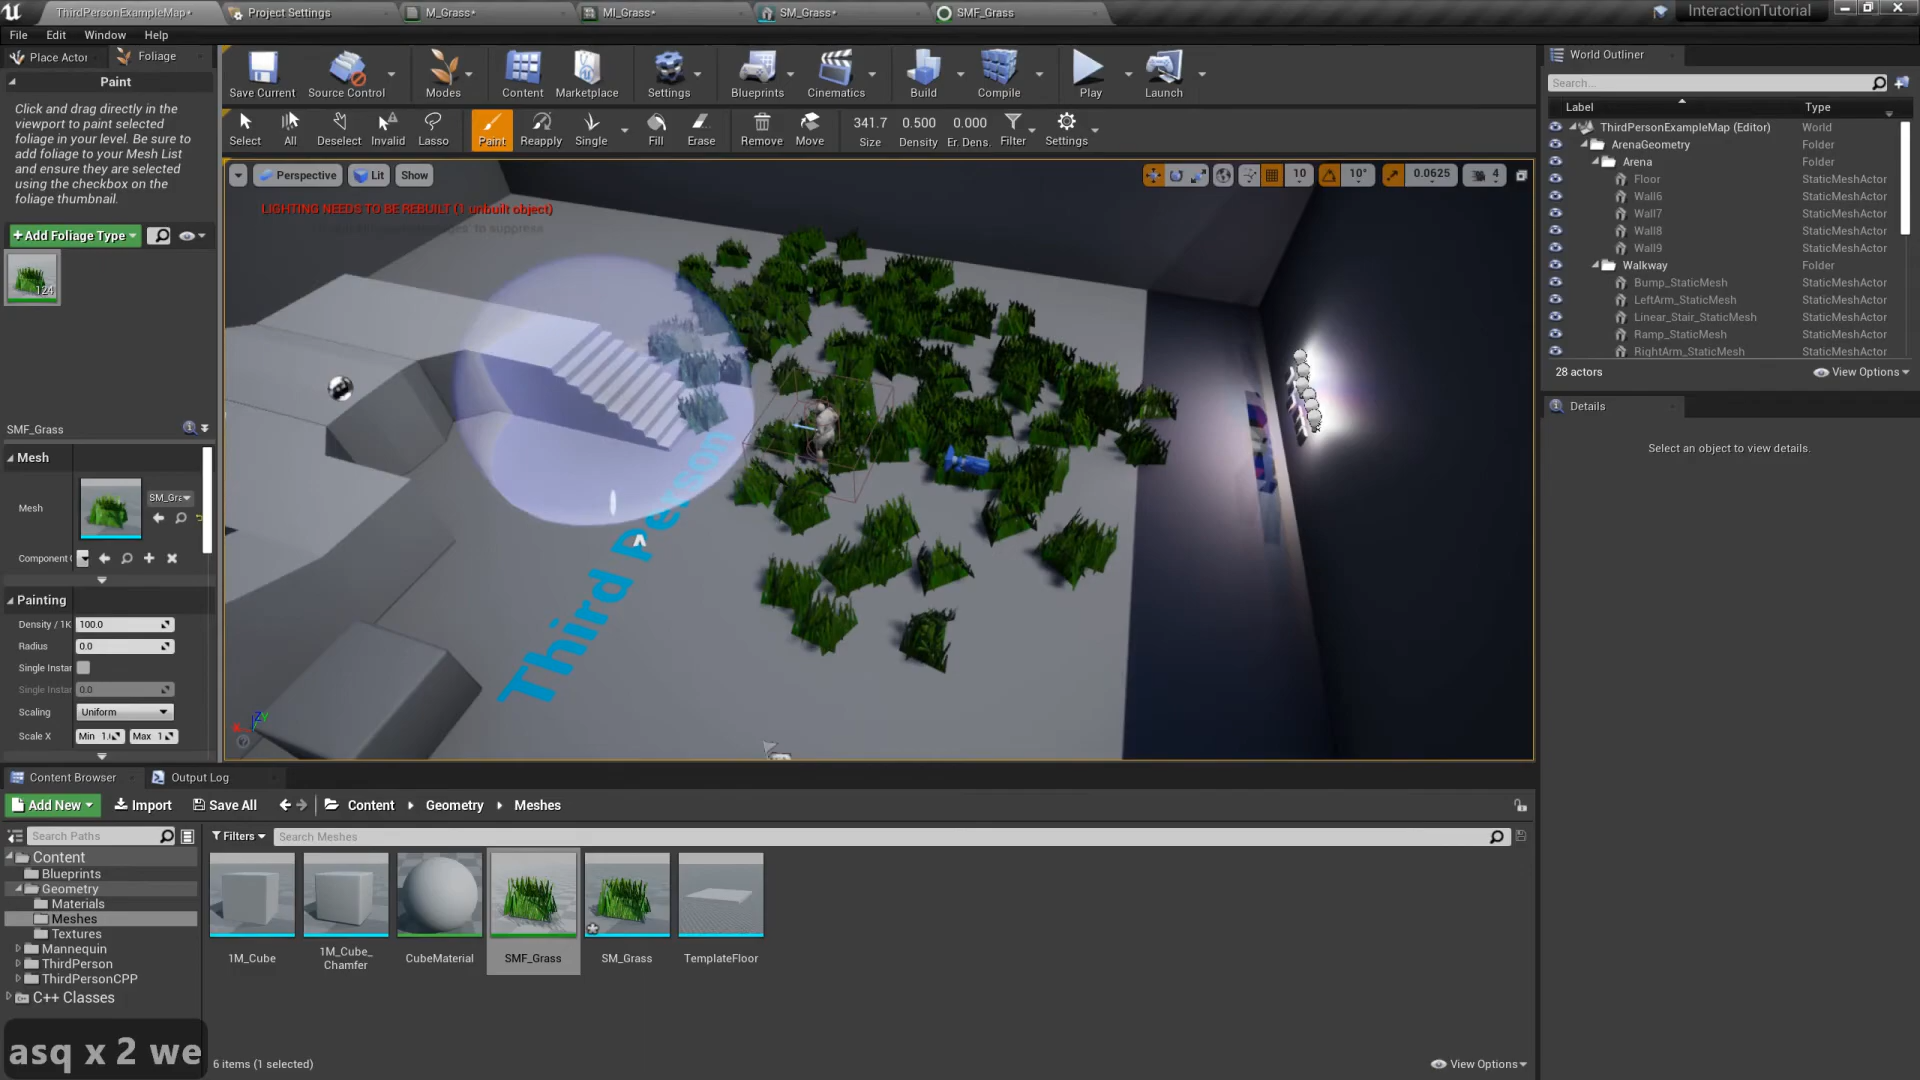 ThirdPersonExampleMap*
Project Settings
M_Grass*
MI_Grass*
SM_Grass*
SMF_Grass
InteractionTutorial
File
Edit
Window
Help
Place Actor
Foliage
Paint
Click and drag directly in the
viewport to paint selected
foliage in your level. Be sure to
add foliage to your Mesh List
and ensure they are selected
using the checkbox on the
foliage thumbnail.
+Add Foliage Type
124
SMF_Grass
Mesh
Mesh
SM_Gra
Component
Painting
Density / 1K
100.0
Radius
0.0
Single Instan
Single Instan
0.0
Scaling
Uniform
Scale X
Min
Max
Save Current
Source Control
Modes
Content
Marketplace
Settings
Blueprints
Cinematics
Build
Compile
Play
Launch
Select
All
Deselect
Invalid
Lasso
Paint
Reapply
Single
Fill
Erase
Remove
Move
341.7
Size
0.500
Density
0.000
Er. Dens.
Filter
Settings
Perspective
Lit
Show
10
10°
0.0625
4
LIGHTING NEEDS TO BE REBUILT (1 unbuilt object)
to suppress
Third Person
X
Z
Y
World Outliner
Search...
Label
Type
ThirdPersonExampleMap (Editor)
World
ArenaGeometry
Folder
Arena
Folder
Floor
StaticMeshActor
Wall6
StaticMeshActor
Wall7
StaticMeshActor
Wall8
StaticMeshActor
Wall9
StaticMeshActor
Walkway
Folder
Bump_StaticMesh
StaticMeshActor
LeftArm_StaticMesh
StaticMeshActor
Linear_Stair_StaticMesh
StaticMeshActor
Ramp_StaticMesh
StaticMeshActor
RightArm_StaticMesh
StaticMeshActor
28 actors
View Options
Details
Select an object to view details.
Content Browser
Output Log
Add New
Import
Save All
Content
Geometry
Meshes
Search Paths
Filters
Search Meshes
Content
Blueprints
Geometry
Materials
Meshes
Textures
Mannequin
ThirdPerson
ThirdPersonCPP
C++ Classes
1M_Cube
1M_Cube_
Chamfer
CubeMaterial
SMF_Grass
SM_Grass
TemplateFloor
asq x 2 we
6 items (1 selected)
View Options